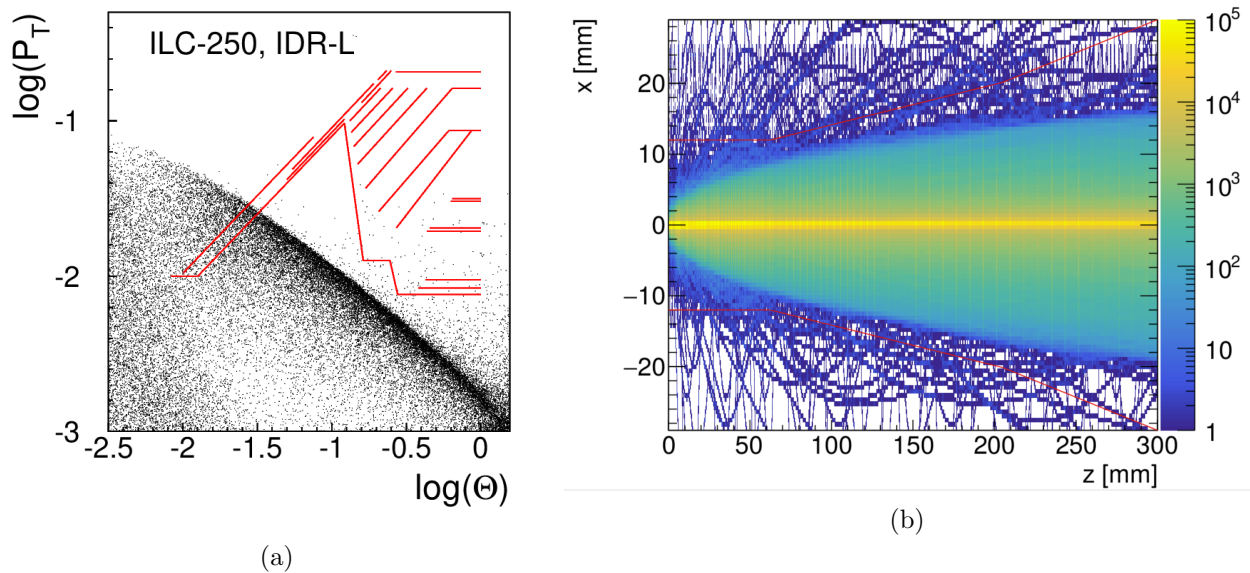 ILC-250, IDR-L
log(P_T)
-1
-2
-3
-2.5 -2 -1.5 -1 -0.5 0
log(Θ)
(a)
x [mm]
20
10
0
−10
−20
0 50 100 150 200 250 300
z [mm]
10^5
10^4
10^3
10^2
10
1
(b)